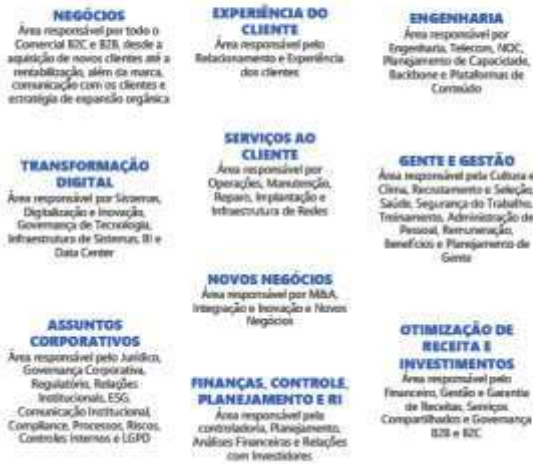 NEGÓCIOS
Área responsável por todo o
Comercial B2C e B2B, desde a
aquisição de novos clientes até a
rentabilização, além da marca,
comunicação com os clientes e
estratégia de expansão orgânica
EXPERIÊNCIA DO
CLIENTE
Área responsável pelo
Relacionamento e Experiência
dos clientes
ENGENHARIA
Área responsável por
Engenharia, Telecom, NOC,
Planejamento de Capacidade,
Backbone e Plataformas de
Conteúdo
TRANSFORMAÇÃO
DIGITAL
Área responsável por Sistemas,
Digitalização e Inovação,
Governança de Tecnologia,
Infraestrutura de Sistemas, BI e
Data Center
SERVIÇOS AO
CLIENTE
Área responsável por
Operações, Manutenção,
Reparo, Implantação e
Infraestrutura de Redes
GENTE E GESTÃO
Área responsável pela Cultura e
Clima, Recrutamento e Seleção,
Saúde, Segurança do Trabalho,
Treinamento, Administração de
Pessoal, Remuneração,
Benefícios e Planejamento de
Gente
NOVOS NEGÓCIOS
Área responsável por M&A,
Integração e Inovação e Novos
Negócios
ASSUNTOS
CORPORATIVOS
Área responsável pelo Jurídico,
Governança Corporativa,
Regulatório, Relações
Institucionais, ESG,
Comunicação Institucional,
Compliance, Processos, Riscos,
Controles Internos e LGPD
FINANÇAS, CONTROLE,
PLANEJAMENTO E RI
Área responsável pela
controladoria, Planejamento,
Análises Financeiras e Relações
com Investidores
OTIMIZAÇÃO DE
RECEITA E
INVESTIMENTOS
Área responsável pelo
Financeiro, Gestão e Garantia
de Receitas, Serviços
Compartilhados e Governança
B2B e B2C